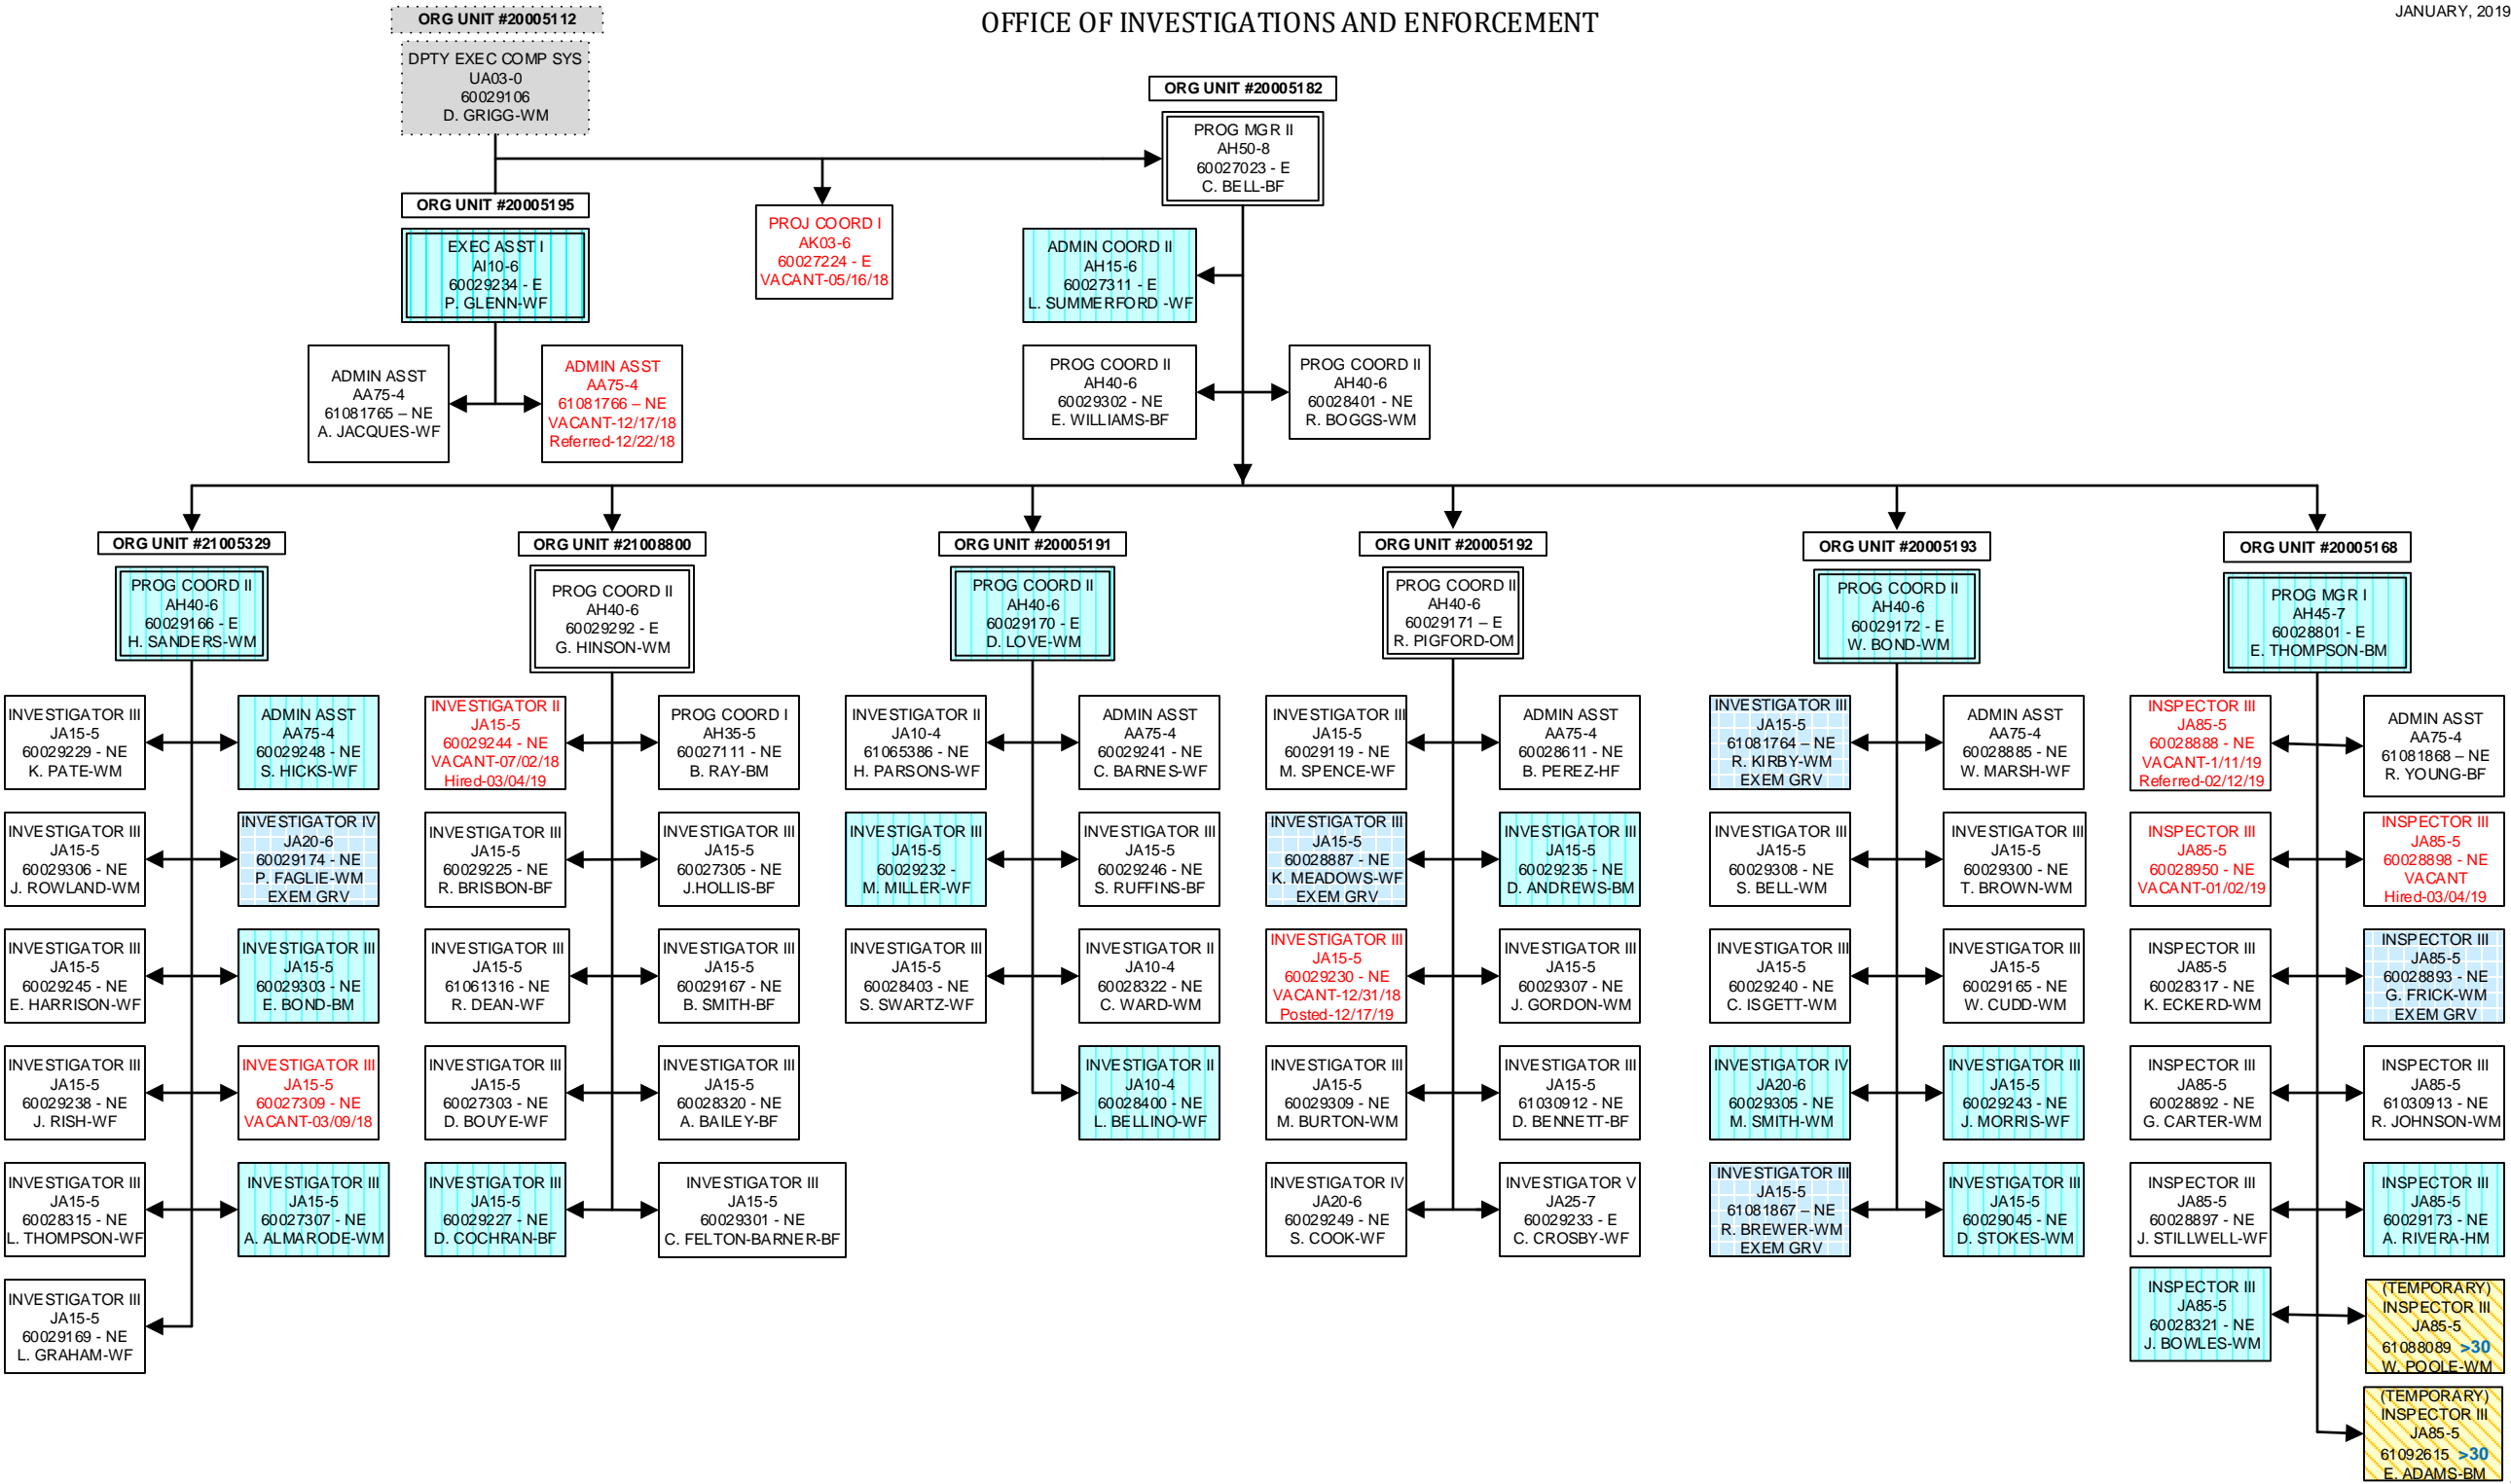 OFFICE OF INVESTIGATIONS AND ENFORCEMENT
JANUARY, 2019
ORG UNIT #20005112
DPTY EXEC COMP SYS
UA03-0
60029106
D. GRIGG-WM
ORG UNIT #20005182
PROG MGR II
AH50-8
60027023 - E
C. BELL-BF
ORG UNIT #20005195
EXEC ASST I
AI10-6
60029234 - E
P. GLENN-WF
PROJ COORD I
AK03-6
60027224 - E
VACANT-05/16/18
ADMIN COORD II
AH15-6
60027311 - E
L. SUMMERFORD -WF
ADMIN ASST
AA75-4
61081765 – NE
A. JACQUES-WF
ADMIN ASST
AA75-4
61081766 – NE
VACANT-12/17/18
Referred-12/22/18
PROG COORD II
AH40-6
60029302 - NE
E. WILLIAMS-BF
PROG COORD II
AH40-6
60028401 - NE
R. BOGGS-WM
ORG UNIT #21005329
PROG COORD II
AH40-6
60029166 - E
H. SANDERS-WM
INVESTIGATOR III
JA15-5
60029229 - NE
K. PATE-WM
ADMIN ASST
AA75-4
60029248 - NE
S. HICKS-WF
INVESTIGATOR III
JA15-5
60029306 - NE
J. ROWLAND-WM
INVESTIGATOR IV
JA20-6
60029174 - NE
P. FAGLIE-WM
EXEM GRV
INVESTIGATOR III
JA15-5
60029245 - NE
E. HARRISON-WF
INVESTIGATOR III
JA15-5
60029303 - NE
E. BOND-BM
INVESTIGATOR III
JA15-5
60029238 - NE
J. RISH-WF
INVESTIGATOR III
JA15-5
60027309 - NE
VACANT-03/09/18
INVESTIGATOR III
JA15-5
60028315 - NE
L. THOMPSON-WF
INVESTIGATOR III
JA15-5
60027307 - NE
A. ALMARODE-WM
INVESTIGATOR III
JA15-5
60029169 - NE
L. GRAHAM-WF
ORG UNIT #21008800
PROG COORD II
AH40-6
60029292 - E
G. HINSON-WM
INVESTIGATOR II
JA15-5
60029244 - NE
VACANT-07/02/18
Hired-03/04/19
PROG COORD I
AH35-5
60027111 - NE
B. RAY-BM
INVESTIGATOR III
JA15-5
60029225 - NE
R. BRISBON-BF
INVESTIGATOR III
JA15-5
60027305 - NE
J.HOLLIS-BF
INVESTIGATOR III
JA15-5
61061316 - NE
R. DEAN-WF
INVESTIGATOR III
JA15-5
60029167 - NE
B. SMITH-BF
INVESTIGATOR III
JA15-5
60027303 - NE
D. BOUYE-WF
INVESTIGATOR III
JA15-5
60028320 - NE
A. BAILEY-BF
INVESTIGATOR III
JA15-5
60029227 - NE
D. COCHRAN-BF
INVESTIGATOR III
JA15-5
60029301 - NE
C. FELTON-BARNER-BF
ORG UNIT #20005191
PROG COORD II
AH40-6
60029170 - E
D. LOVE-WM
INVESTIGATOR II
JA10-4
61065386 - NE
H. PARSONS-WF
ADMIN ASST
AA75-4
60029241 - NE
C. BARNES-WF
INVESTIGATOR III
JA15-5
60029232 -
M. MILLER-WF
INVESTIGATOR III
JA15-5
60029246 - NE
S. RUFFINS-BF
INVESTIGATOR III
JA15-5
60028403 - NE
S. SWARTZ-WF
INVESTIGATOR II
JA10-4
60028322 - NE
C. WARD-WM
INVESTIGATOR II
JA10-4
60028400 - NE
L. BELLINO-WF
ORG UNIT #20005192
PROG COORD II
AH40-6
60029171 – E
R. PIGFORD-OM
INVESTIGATOR III
JA15-5
60029119 - NE
M. SPENCE-WF
ADMIN ASST
AA75-4
60028611 - NE
B. PEREZ-HF
INVESTIGATOR III
JA15-5
60028887 - NE
K. MEADOWS-WF
EXEM GRV
INVESTIGATOR III
JA15-5
60029235 - NE
D. ANDREWS-BM
INVESTIGATOR III
JA15-5
60029230 - NE
VACANT-12/31/18
Posted-12/17/19
INVESTIGATOR III
JA15-5
60029307 - NE
J. GORDON-WM
INVESTIGATOR III
JA15-5
60029309 - NE
M. BURTON-WM
INVESTIGATOR III
JA15-5
61030912 - NE
D. BENNETT-BF
INVESTIGATOR IV
JA20-6
60029249 - NE
S. COOK-WF
INVESTIGATOR V
JA25-7
60029233 - E
C. CROSBY-WF
ORG UNIT #20005193
PROG COORD II
AH40-6
60029172 - E
W. BOND-WM
INVESTIGATOR III
JA15-5
61081764 – NE
R. KIRBY-WM
EXEM GRV
ADMIN ASST
AA75-4
60028885 - NE
W. MARSH-WF
INVESTIGATOR III
JA15-5
60029308 - NE
S. BELL-WM
INVESTIGATOR III
JA15-5
60029300 - NE
T. BROWN-WM
INVESTIGATOR III
JA15-5
60029240 - NE
C. ISGETT-WM
INVESTIGATOR III
JA15-5
60029165 - NE
W. CUDD-WM
INVESTIGATOR IV
JA20-6
60029305 - NE
M. SMITH-WM
INVESTIGATOR III
JA15-5
60029243 - NE
J. MORRIS-WF
INVESTIGATOR III
JA15-5
61081867 – NE
R. BREWER-WM
EXEM GRV
INVESTIGATOR III
JA15-5
60029045 - NE
D. STOKES-WM
ORG UNIT #20005168
PROG MGR I
AH45-7
60028801 - E
E. THOMPSON-BM
INSPECTOR III
JA85-5
60028888 - NE
VACANT-1/11/19
Referred-02/12/19
ADMIN ASST
AA75-4
61081868 – NE
R. YOUNG-BF
INSPECTOR III
JA85-5
60028950 - NE
VACANT-01/02/19
INSPECTOR III
JA85-5
60028898 - NE
VACANT
Hired-03/04/19
INSPECTOR III
JA85-5
60028317 - NE
K. ECKERD-WM
INSPECTOR III
JA85-5
60028893 - NE
G. FRICK-WM
EXEM GRV
INSPECTOR III
JA85-5
60028892 - NE
G. CARTER-WM
INSPECTOR III
JA85-5
61030913 - NE
R. JOHNSON-WM
INSPECTOR III
JA85-5
60028897 - NE
J. STILLWELL-WF
INSPECTOR III
JA85-5
60029173 - NE
A. RIVERA-HM
INSPECTOR III
JA85-5
60028321 - NE
J. BOWLES-WM
(TEMPORARY)
INSPECTOR III
JA85-5
61088089 >30
W. POOLE-WM
(TEMPORARY)
INSPECTOR III
JA85-5
61092615 >30
E. ADAMS-BM